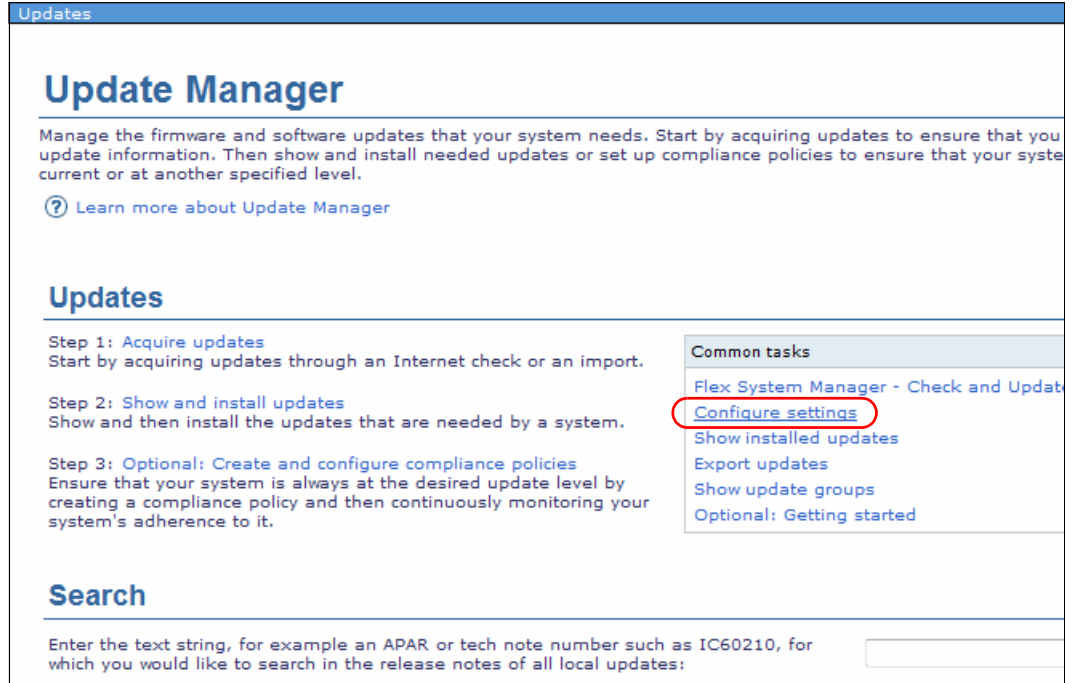 Updates
Update Manager
Manage the firmware and software updates that your system needs. Start by acquiring updates to ensure that you
update information. Then show and install needed updates or set up compliance policies to ensure that your syste
current or at another specified level.
? Learn more about Update Manager
Updates
Step 1: Acquire updates
Start by acquiring updates through an Internet check or an import.
Step 2: Show and install updates
Show and then install the updates that are needed by a system.
Step 3: Optional: Create and configure compliance policies
Ensure that your system is always at the desired update level by
creating a compliance policy and then continuously monitoring your
system's adherence to it.
Common tasks
Flex System Manager - Check and Update
Configure settings
Show installed updates
Export updates
Show update groups
Optional: Getting started
Search
Enter the text string, for example an APAR or tech note number such as IC60210, for
which you would like to search in the release notes of all local updates: